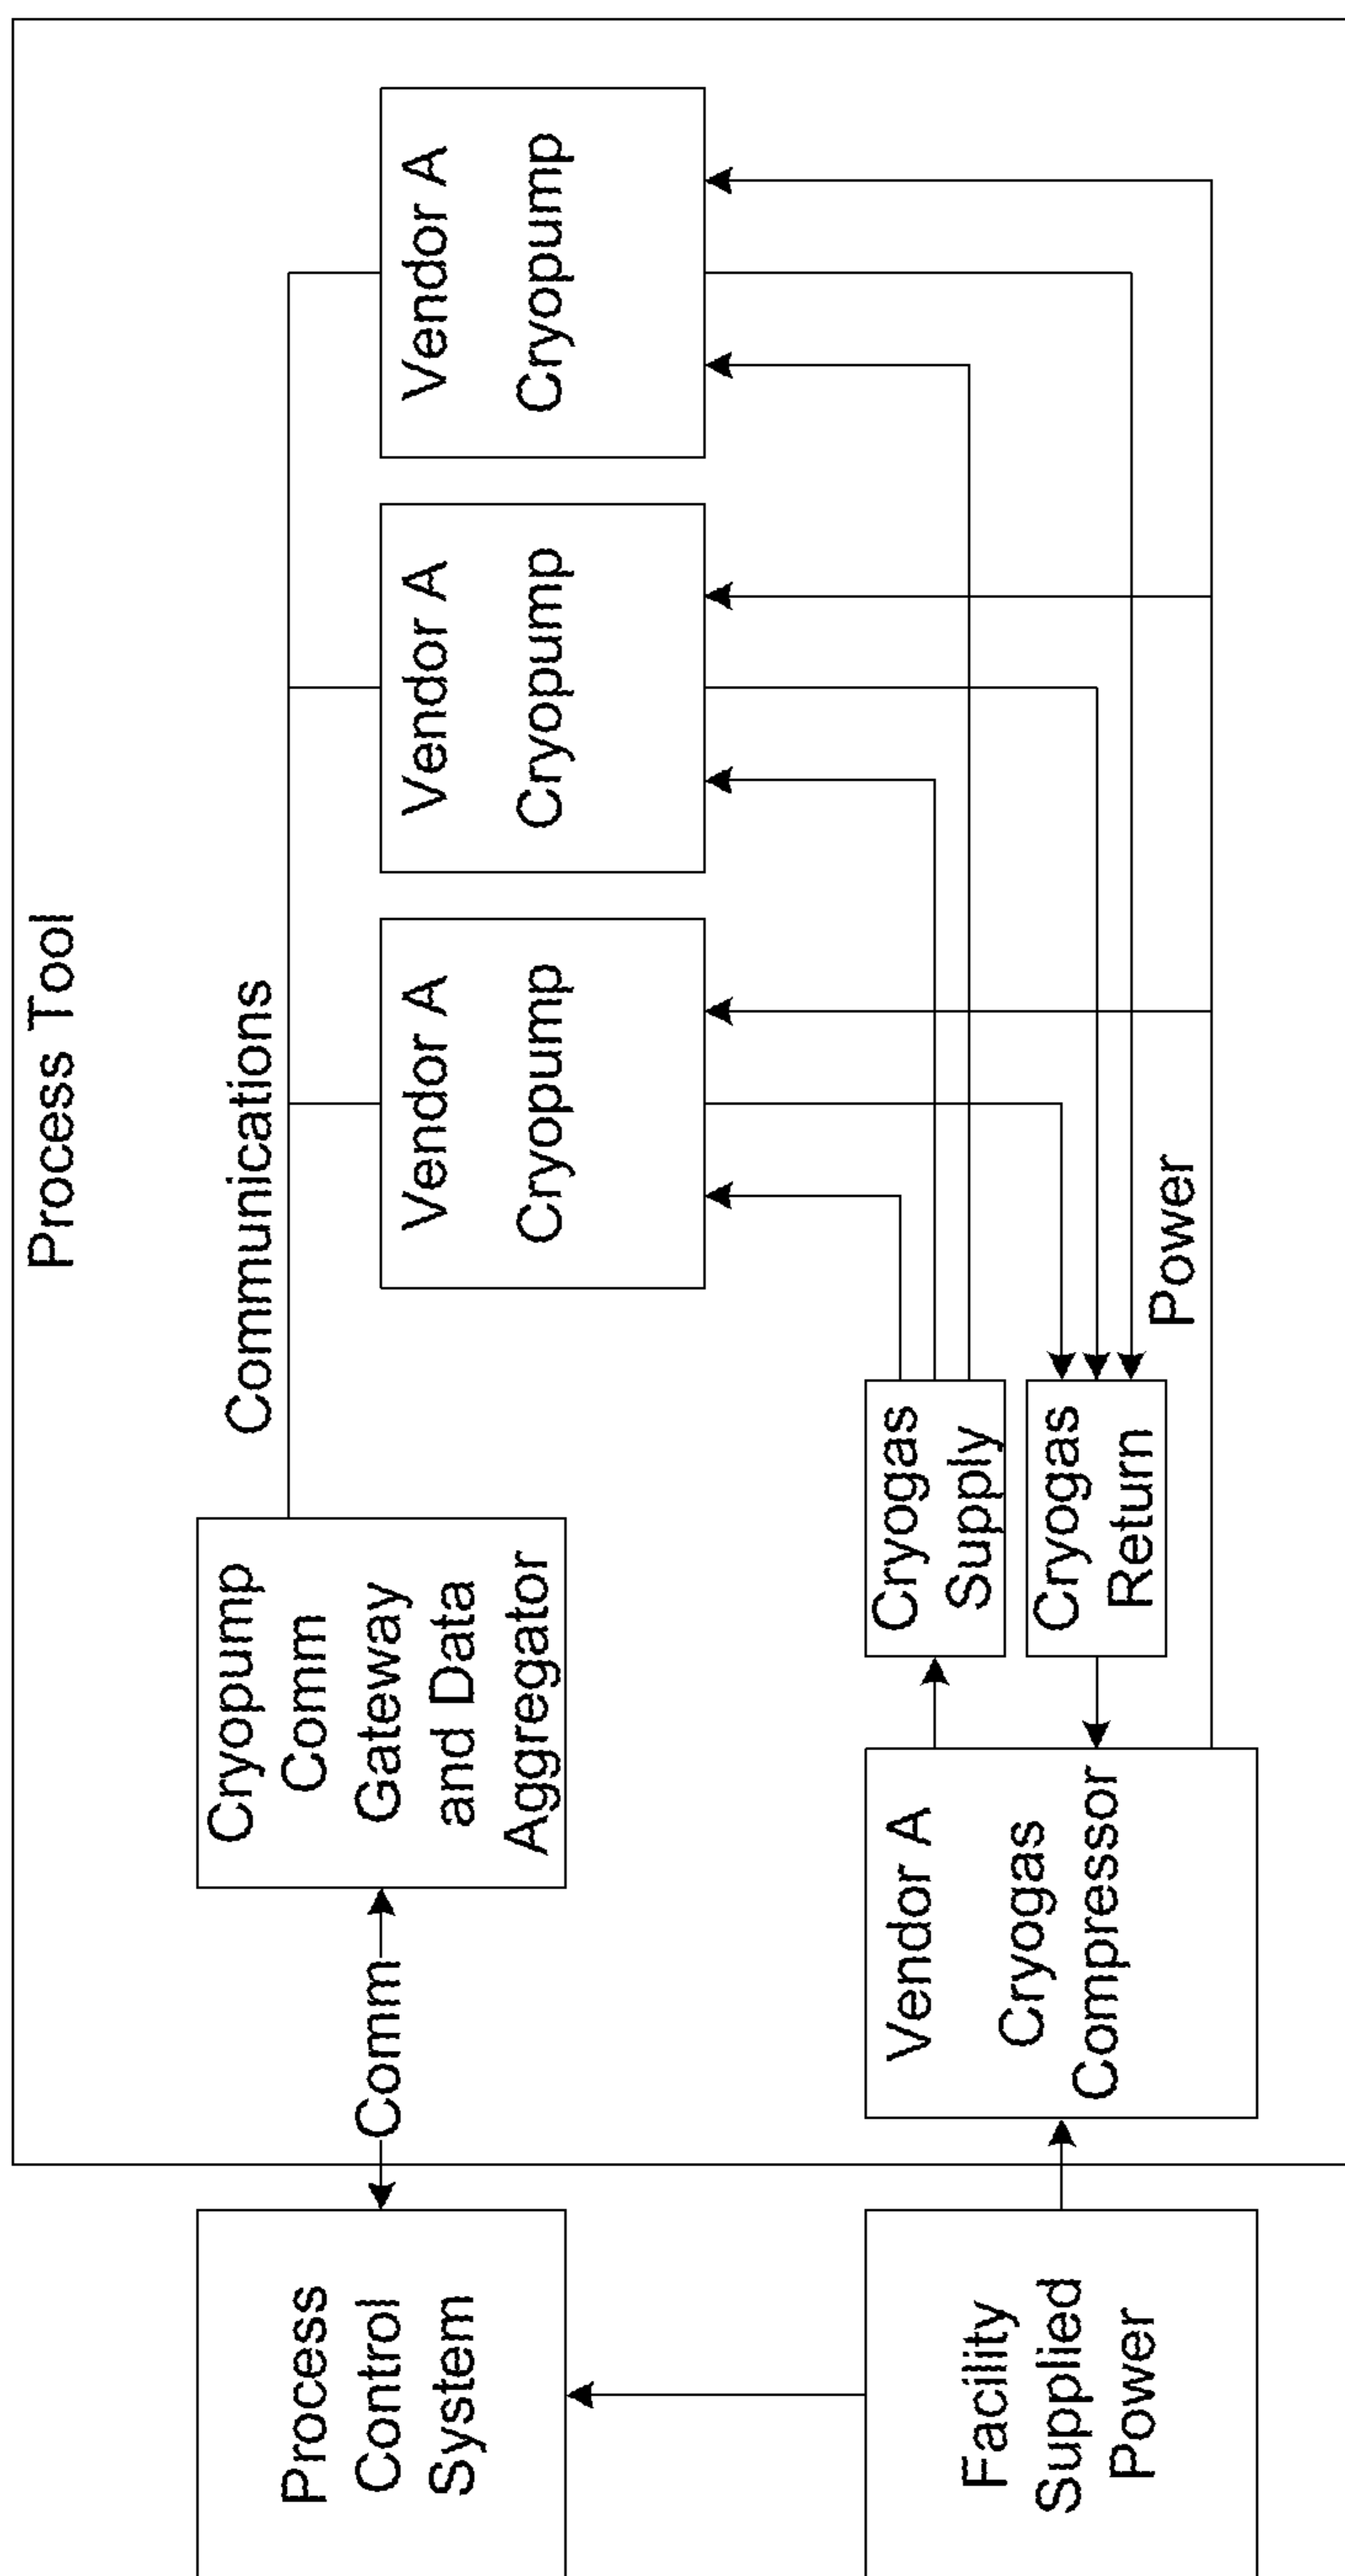 Process Tool
Communications
Process
Control
System
Comm
Cryopump
Comm
Gateway
and Data
Aggregator
Vendor A
Cryopump
Vendor A
Cryopump
Vendor A
Cryopump
Facility
Supplied
Power
Vendor A
Cryogas
Compressor
Cryogas
Supply
Cryogas
Return
Power